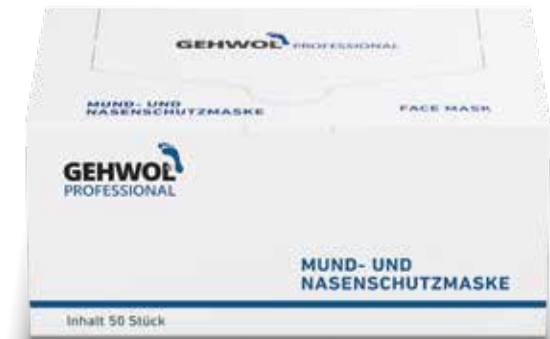 GEHWOL PROFESSIONAL
MUND- UND
NASENSCHUTZMASKE
FACE MASK
GEHWOL
PROFESSIONAL
MUND- UND
NASENSCHUTZMASKE
Inhalt 50 Stück